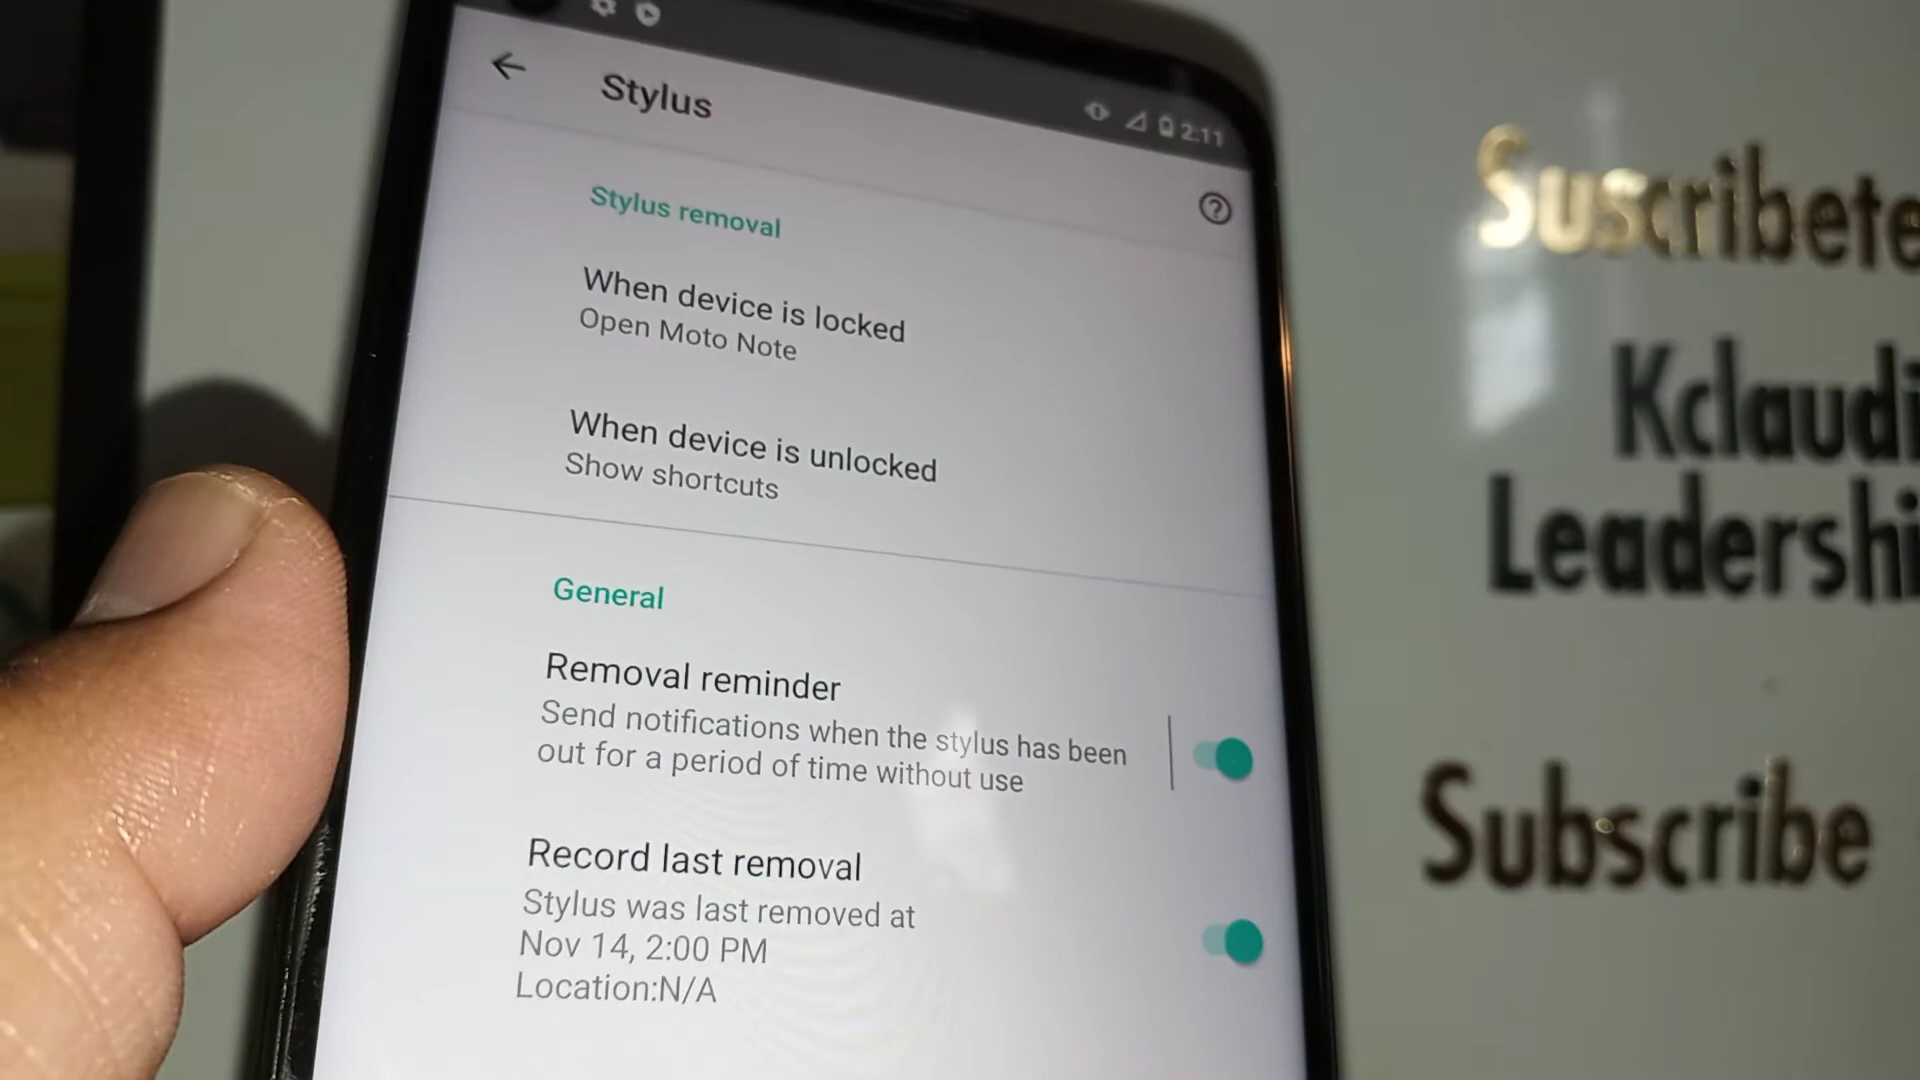 2:11
Stylus
Stylus removal
When device is locked
Open Moto Note
When device is unlocked
Show shortcuts
General
Removal reminder
Send notifications when the stylus has been
out for a period of time without use
Record last removal
Stylus was last removed at
Nov 14, 2:00 PM
Location:N/A
Suscribete
Kclaudi
Leadershi
Subscribe